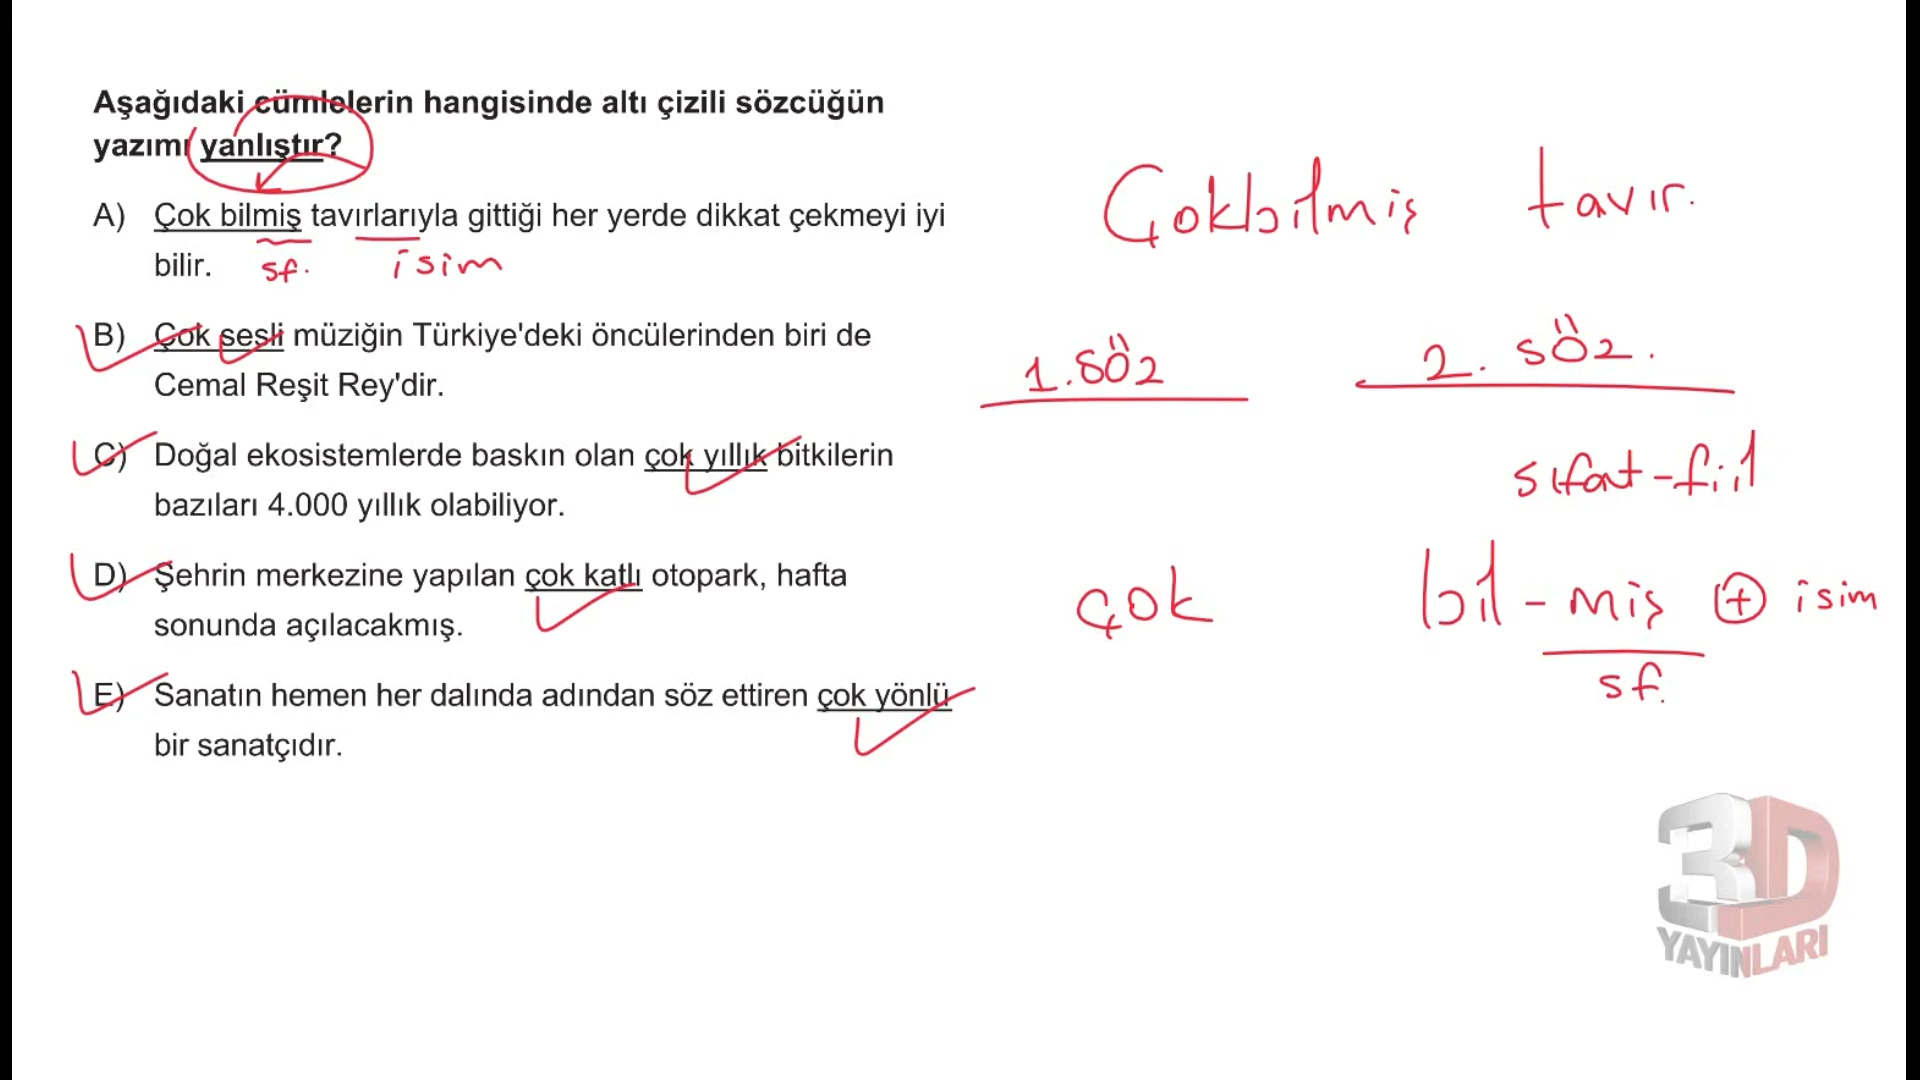 Aşağıdaki cümlelerin hangisinde altı çizili sözcüğün
yazımı yanlıştır?
A) Çok bilmiş tavırlarıyla gittiği her yerde dikkat çekmeyi iyi
bilir.
sf.
isim
B) Çok sesli müziğin Türkiye'deki öncülerinden biri de
Cemal Reşit Rey'dir.
C) Doğal ekosistemlerde baskın olan çok yıllık bitkilerin
bazıları 4.000 yıllık olabiliyor.
D) Şehrin merkezine yapılan çok katlı otopark, hafta
sonunda açılacakmış.
E) Sanatın hemen her dalında adından söz ettiren çok yönlü
bir sanatçıdır.
Çokbilmiş tavır.
1. söz
2. söz.
sıfat-fiil
çok bil - miş + isim
sf.
3D
YAYINLARI